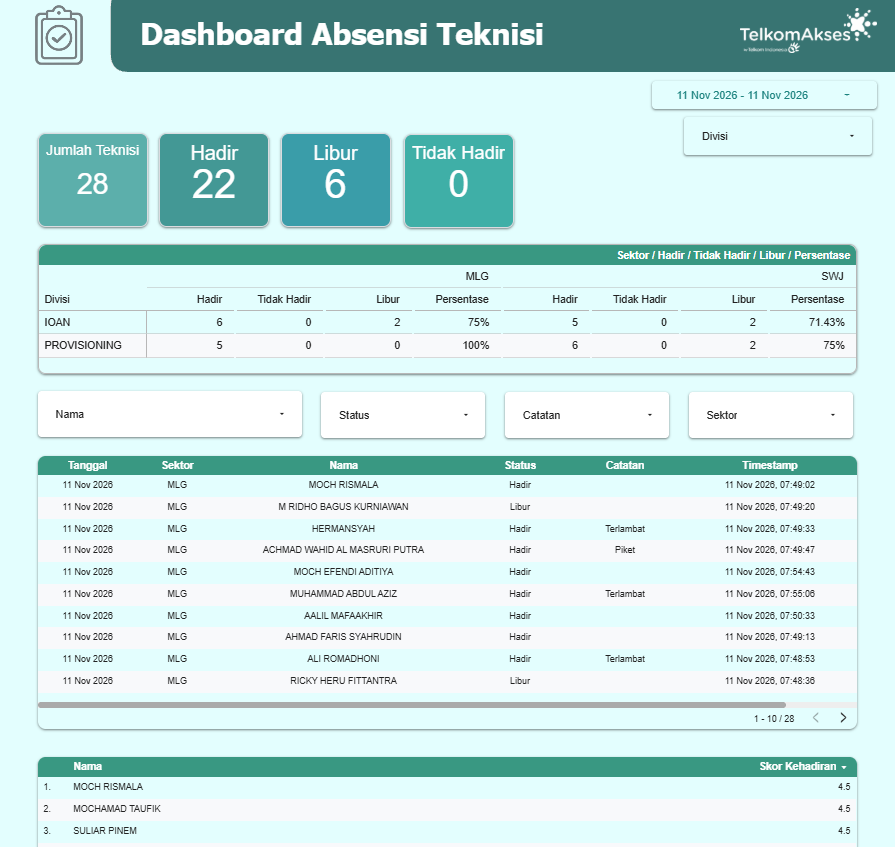 Dashboard Absensi Teknisi
TelkomAkses
by Telkom Indonesia
11 Nov 2026 - 11 Nov 2026
Divisi
Jumlah Teknisi
28
Hadir
22
Libur
6
Tidak Hadir
0
Sektor / Hadir / Tidak Hadir / Libur / Persentase
MLG SWJ
Divisi Hadir Tidak Hadir Libur Persentase Hadir Tidak Hadir Libur Persentase
IOAN 6 0 2 75% 5 0 2 71.43%
PROVISIONING 5 0 0 100% 6 0 2 75%
Nama Status Catatan Sektor
Tanggal Sektor Nama Status Catatan Timestamp
11 Nov 2026 MLG MOCH RISMALA Hadir 11 Nov 2026, 07:49:02
11 Nov 2026 MLG M RIDHO BAGUS KURNIAWAN Libur 11 Nov 2026, 07:49:20
11 Nov 2026 MLG HERMANSYAH Hadir Terlambat 11 Nov 2026, 07:49:33
11 Nov 2026 MLG ACHMAD WAHID AL MASRURI PUTRA Hadir Piket 11 Nov 2026, 07:49:47
11 Nov 2026 MLG MOCH EFENDI ADITIYA Hadir 11 Nov 2026, 07:54:43
11 Nov 2026 MLG MUHAMMAD ABDUL AZIZ Hadir Terlambat 11 Nov 2026, 07:55:06
11 Nov 2026 MLG AALIL MAFAAKHIR Hadir 11 Nov 2026, 07:50:33
11 Nov 2026 MLG AHMAD FARIS SYAHRUDIN Hadir 11 Nov 2026, 07:49:13
11 Nov 2026 MLG ALI ROMADHONI Hadir Terlambat 11 Nov 2026, 07:48:53
11 Nov 2026 MLG RICKY HERU FITTANTRA Libur 11 Nov 2026, 07:48:36
1 - 10 / 28
Nama Skor Kehadiran
1. MOCH RISMALA 4.5
2. MOCHAMAD TAUFIK 4.5
3. SULIAR PINEM 4.5